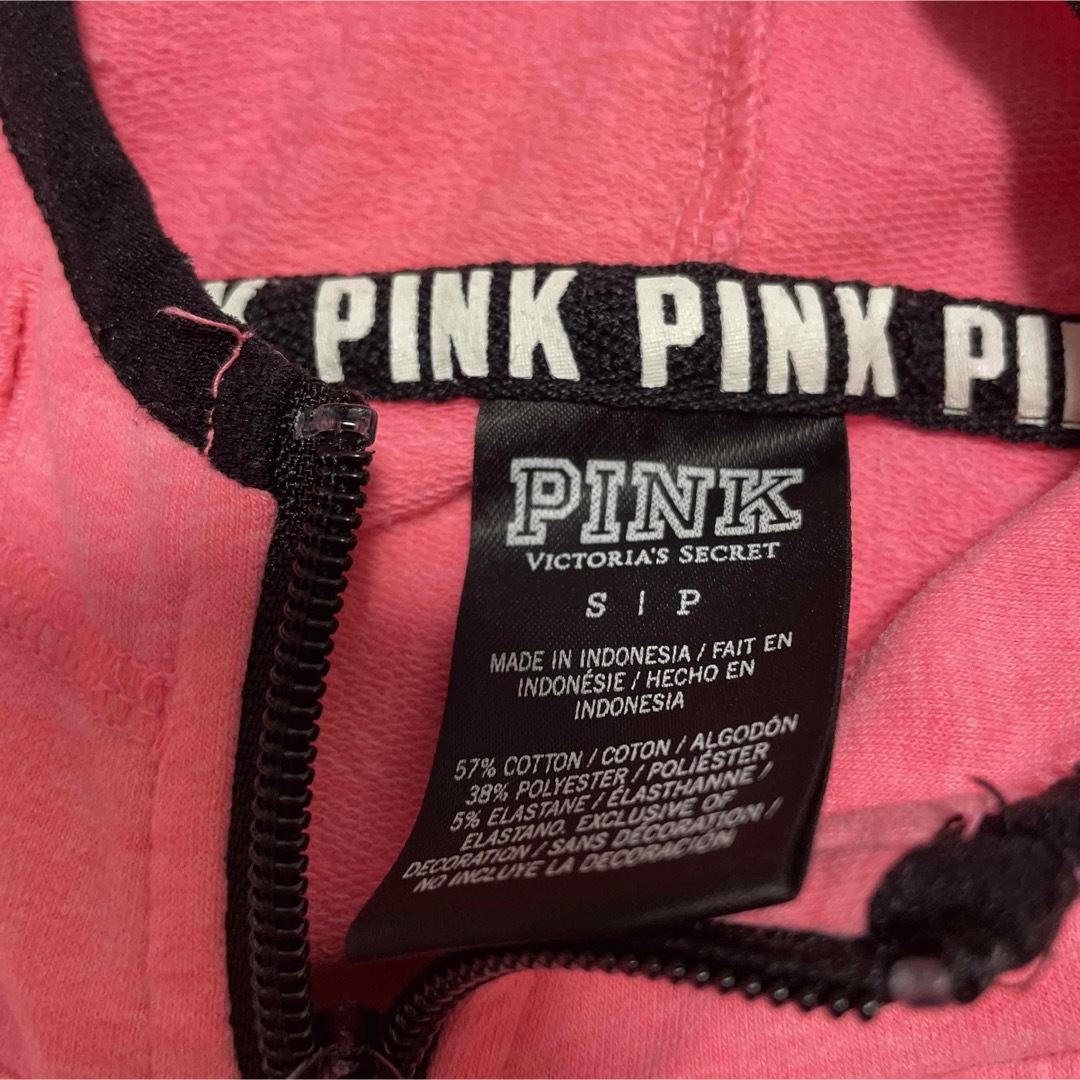 K PINK PINK PI
PINK
VICTORIA'S SECRET
S | P
MADE IN INDONESIA / FAIT EN
INDONÉSIE / HECHO EN
INDONESIA
57% COTTON / COTON / ALGODÓN
38% POLYESTER / POLIÉSTER
5% ELASTANE / ÉLASTHANNE /
ELASTANO. EXCLUSIVE OF
DECORATION / SANS DÉCORATION /
NO INCLUYE LA DECORACIÓN